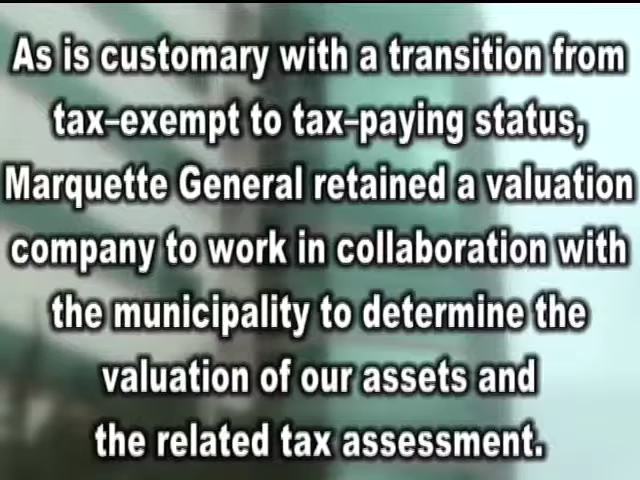 As is customary with a transition from
tax–exempt to tax–paying status,
Marquette General retained a valuation
company to work in collaboration with
the municipality to determine the
valuation of our assets and
the related tax assessment.